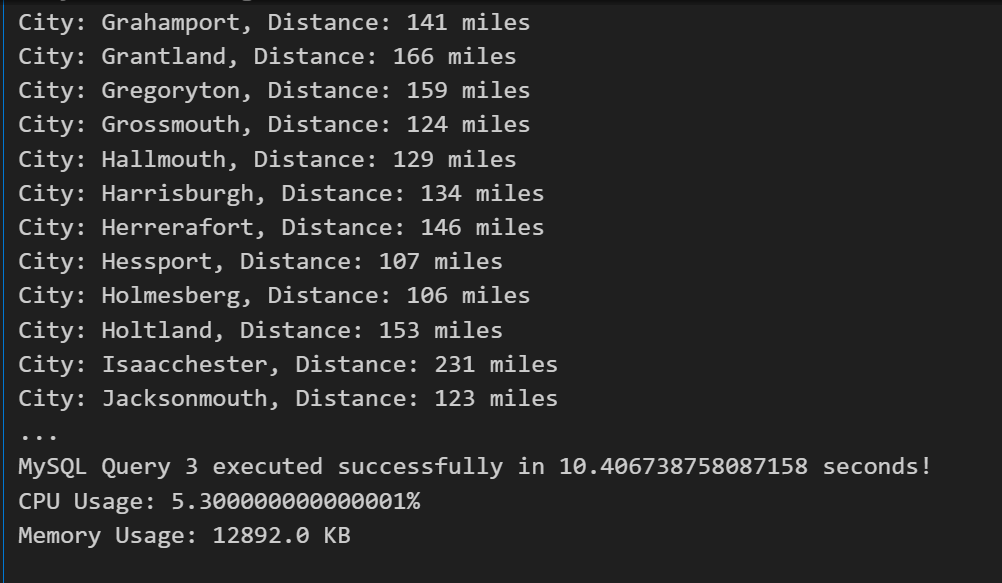 City: Grahamport, Distance: 141 miles
City: Grantland, Distance: 166 miles
City: Gregoryton, Distance: 159 miles
City: Grossmouth, Distance: 124 miles
City: Hallmouth, Distance: 129 miles
City: Harrisburgh, Distance: 134 miles
City: Herrerafort, Distance: 146 miles
City: Hessport, Distance: 107 miles
City: Holmesberg, Distance: 106 miles
City: Holtland, Distance: 153 miles
City: Isaacchester, Distance: 231 miles
City: Jacksonmouth, Distance: 123 miles
...
MySQL Query 3 executed successfully in 10.406738758087158 seconds!
CPU Usage: 5.300000000000001%
Memory Usage: 12892.0 KB